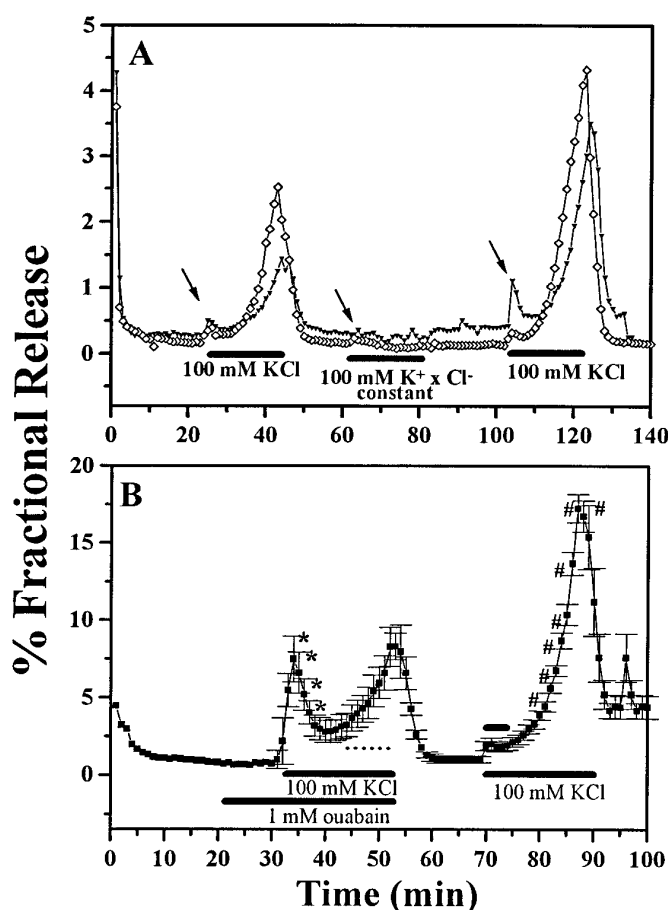 % Fractional Release
A
5
4
3
2
1
0
100 mM KCl
100 mM K⁺ x Cl⁻
constant
100 mM KCl
0 20 40 60 80 100 120 140
B
20
15
10
5
0
* * * *
# # # # # # #
100 mM KCl
1 mM ouabain
100 mM KCl
0 10 20 30 40 50 60 70 80 90 100
Time (min)